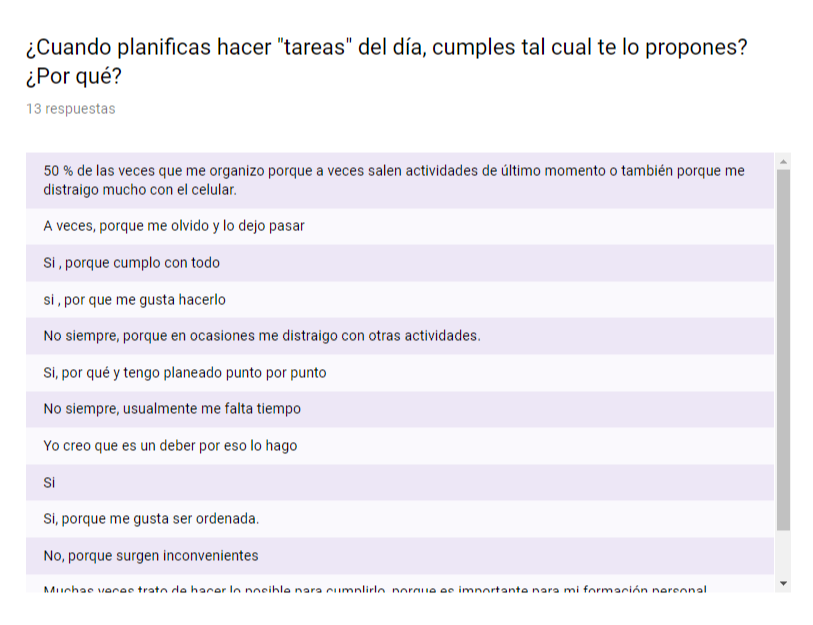 ¿Cuando planificas hacer "tareas" del día, cumples tal cual te lo propones?
¿Por qué?
13 respuestas
50 % de las veces que me organizo porque a veces salen actividades de último momento o también porque me
distraigo mucho con el celular.
A veces, porque me olvido y lo dejo pasar
Si , porque cumplo con todo
si , por que me gusta hacerlo
No siempre, porque en ocasiones me distraigo con otras actividades.
Si, por qué y tengo planeado punto por punto
No siempre, usualmente me falta tiempo
Yo creo que es un deber por eso lo hago
Si
Si, porque me gusta ser ordenada.
No, porque surgen inconvenientes
Muchas veces trato de hacer lo posible para cumplirlo, porque es importante para mi formación personal